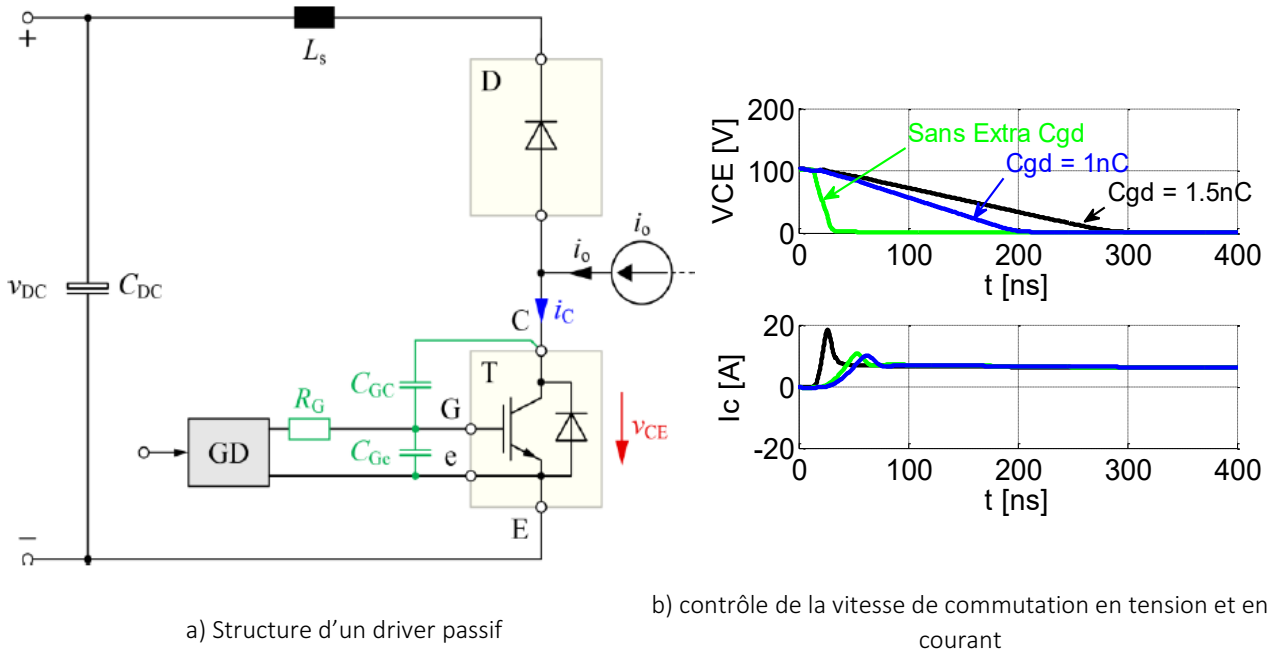 +
Ls
D
io
io
vDC
CDC
iC
C
T
CGC
RG
G
vCE
GD
CGe
e
E
−
a) Structure d’un driver passif
200
100
0
VCE [V]
Sans Extra Cgd
Cgd = 1nC
Cgd = 1.5nC
0 100 200 300 400
t [ns]
20
0
-20
Ic [A]
0 100 200 300 400
t [ns]
b) contrôle de la vitesse de commutation en tension et en
courant